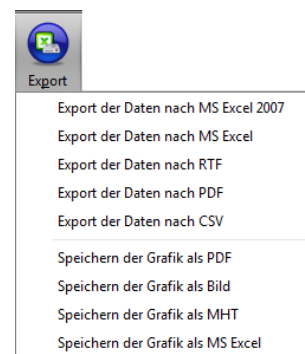 Export
Export der Daten nach MS Excel 2007
Export der Daten nach MS Excel
Export der Daten nach RTF
Export der Daten nach PDF
Export der Daten nach CSV
Speichern der Grafik als PDF
Speichern der Grafik als Bild
Speichern der Grafik als MHT
Speichern der Grafik als MS Excel